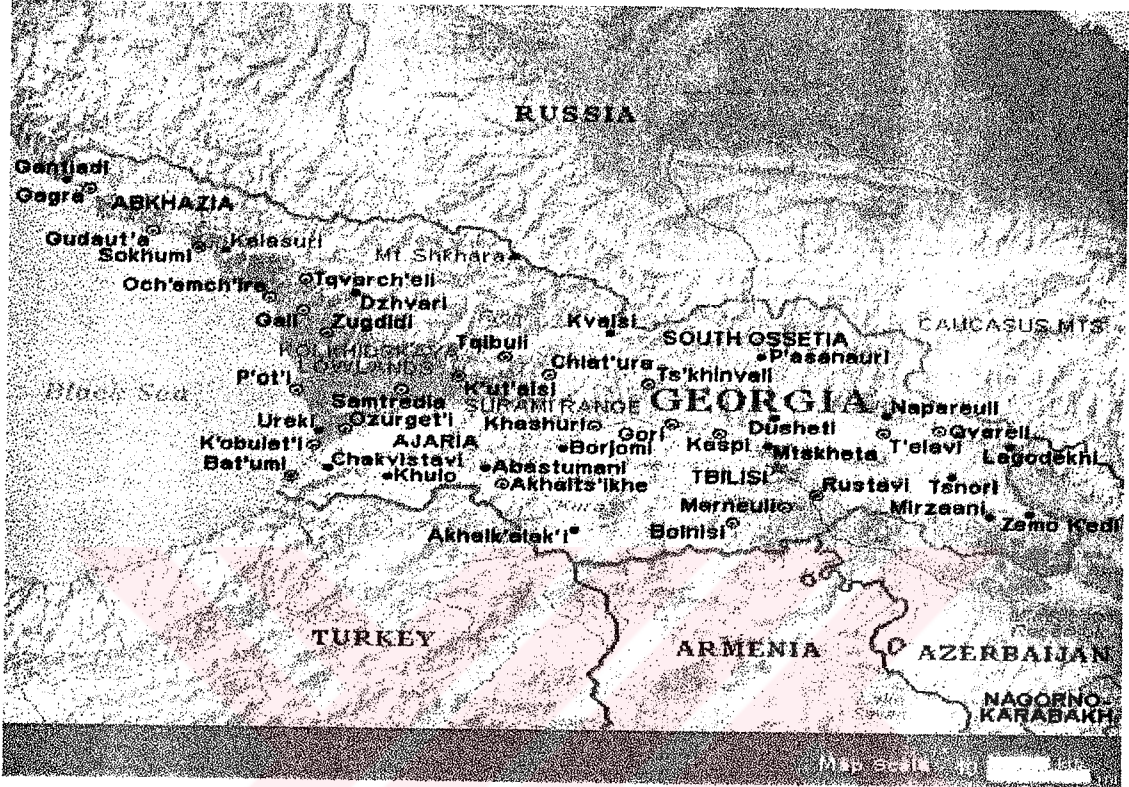 RUSSIA
Gantiadi
Gagra
ABKHAZIA
Gudaut'a
Sokhumi
Kelasuri
Mt Shkhara
Och'amch'ire
Tqvarch'eli
Dzhvari
Gali
Zugdidi
Kvaisi
CAUCASUS MTS
SOUTH OSSETIA
P'asanauri
Tqibuli
KOLKHIDSKAYA
LOWLANDS
Chiat'ura
Ts'khinvali
P'ot'i
K'ut'aisi
Black Sea
Samtredia
SURAMI RANGE
GEORGIA
Napareuli
Ureki
Ozurget'i
Khashuri
Gori
Dusheti
Qvareli
K'obulet'i
AJARIA
Borjomi
Kaspi
Mtskheta
T'elavi
Lagodekhi
Bat'umi
Chakvistavi
Khulo
Abastumani
Akhalts'ikhe
TBILISI
Rustavi
Tsnori
Marneuli
Mirzaani
Zemo Kedi
Akhalk'alak'i
Bolnisi
TURKEY
ARMENIA
AZERBAIJAN
NAGORNO-
KARABAKH
Map Scale